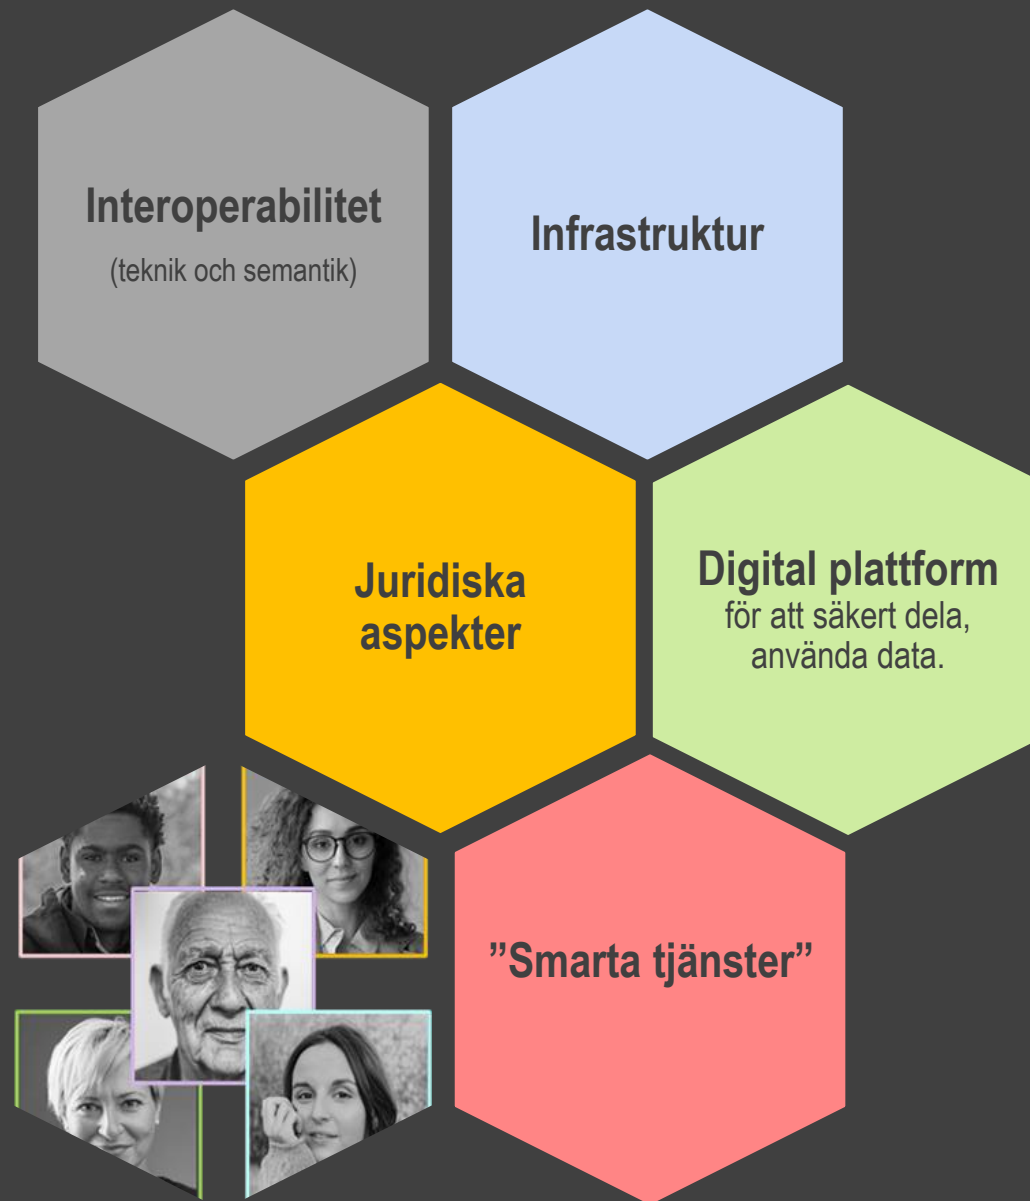 Interoperabilitet
(teknik och semantik)
Infrastruktur
Juridiska
aspekter
Digital plattform
för att säkert dela,
använda data.
”Smarta tjänster”